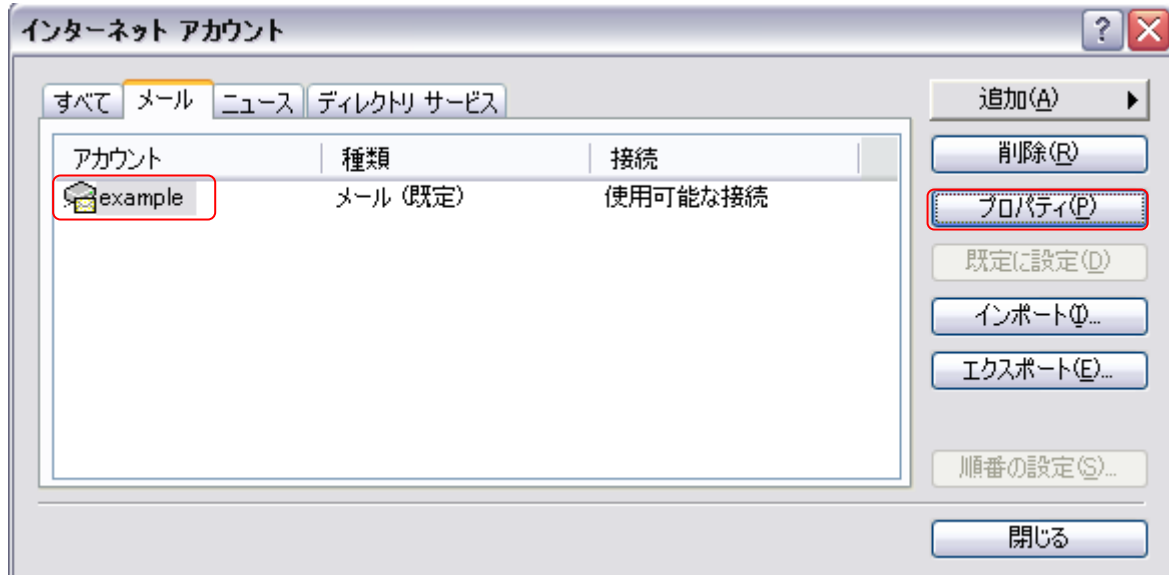 インターネット アカウント
すべて メール ニュース ディレクトリ サービス
アカウント 種類 接続
example メール (既定) 使用可能な接続
追加(A)
削除(R)
プロパティ(P)
既定に設定(D)
インポート(I)...
エクスポート(E)...
順番の設定(S)...
閉じる